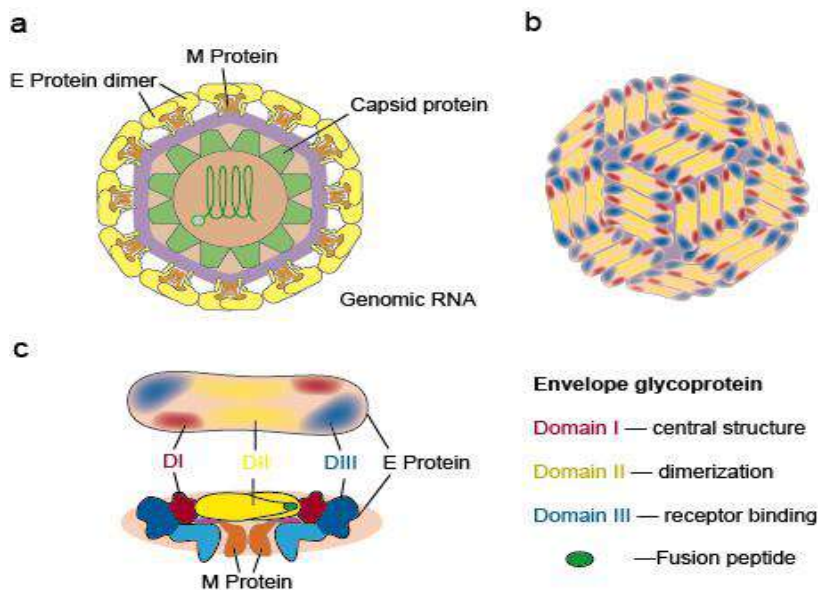 a
M Protein
E Protein dimer
Capsid protein
Genomic RNA
b
c
DI
DiI
DIII
E Protein
M Protein
Envelope glycoprotein
Domain I — central structure
Domain II — dimerization
Domain III — receptor binding
—Fusion peptide